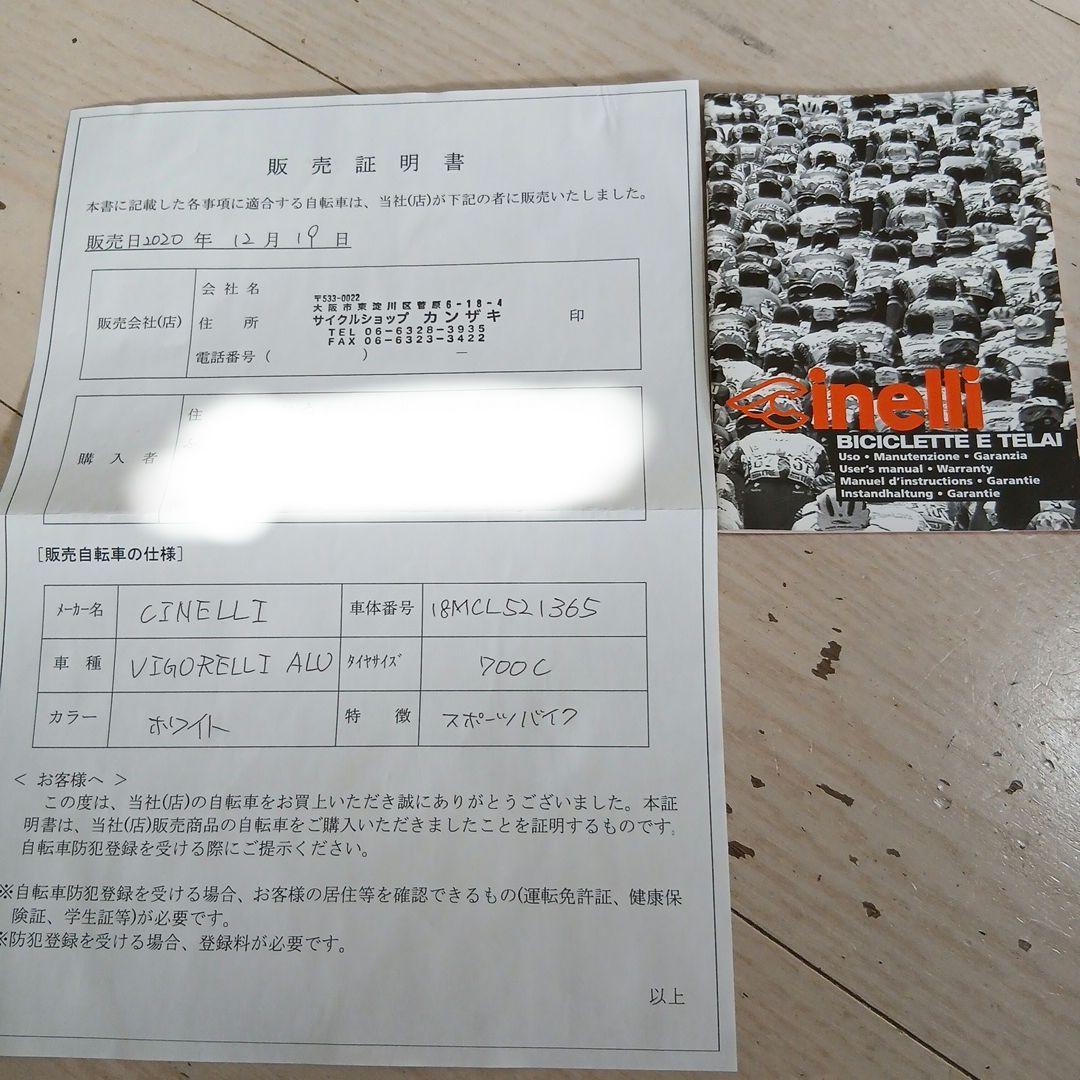 販売証明書
本書に記載した各事項に適合する自転車は、当社(店)が下記の者に販売いたしました。
販売日2020 年 12 月 19 日
販売会社(店)
会社名
住 所
電話番号 ( ) －
〒533-0022
大阪市東淀川区菅原6-18-4
サイクルショップ カンザキ
TEL 06-6328-3935
FAX 06-6323-3422
印
購 入 者
住
[販売自転車の仕様]
ﾒｰｶｰ名 CINELLI 車体番号 18MCL521365
車 種 VIGORELLI ALU ﾀｲﾔｻｲｽﾞ 700C
カラー ホワイト 特 徴 スポーツバイク
＜ お客様へ ＞
この度は、当社(店)の自転車をお買上いただき誠にありがとうございました。本証
明書は、当社(店)販売商品の自転車をご購入いただきましたことを証明するものです。
自転車防犯登録を受ける際にご提示ください。
※自転車防犯登録を受ける場合、お客様の居住等を確認できるもの(運転免許証、健康保
険証、学生証等)が必要です。
※防犯登録を受ける場合、登録料が必要です。
以上
Cinelli
BICICLETTE E TELAI
Uso • Manutenzione • Garanzia
User's manual • Warranty
Manuel d'instructions • Garantie
Instandhaltung • Garantie